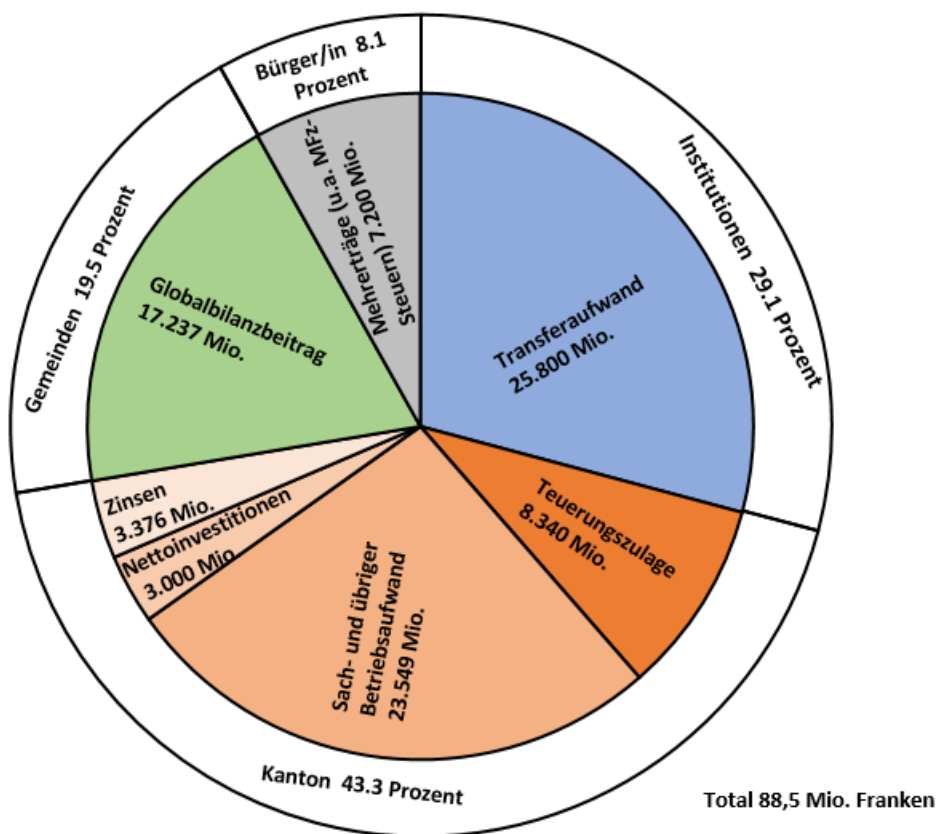 Bürger/in 8.1
Prozent
Institutionen 29.1 Prozent
Gemeinden 19.5 Prozent
Kanton 43.3 Prozent
Mehrerträge (u.a. MFz-
Steuern) 7.200 Mio.
Transferaufwand
25.800 Mio.
Teuerungszulage
8.340 Mio.
Sach- und übriger
Betriebsaufwand
23.549 Mio.
Nettoinvestitionen
3.000 Mio.
Zinsen
3.376 Mio.
Globalbilanzbeitrag
17.237 Mio.
Total 88,5 Mio. Franken